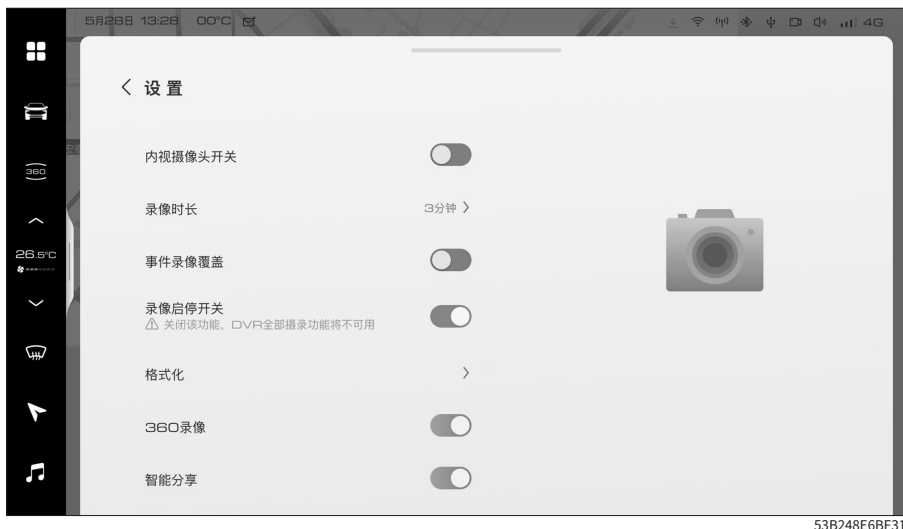 5月28日 13:28 00°C 4G
设置
360
内视摄像头开关
录像时长 3分钟
26.5°C
事件录像覆盖
录像启停开关
关闭该功能，DVR全部摄录功能将不可用
格式化
360录像
智能分享
53B248E6BE31